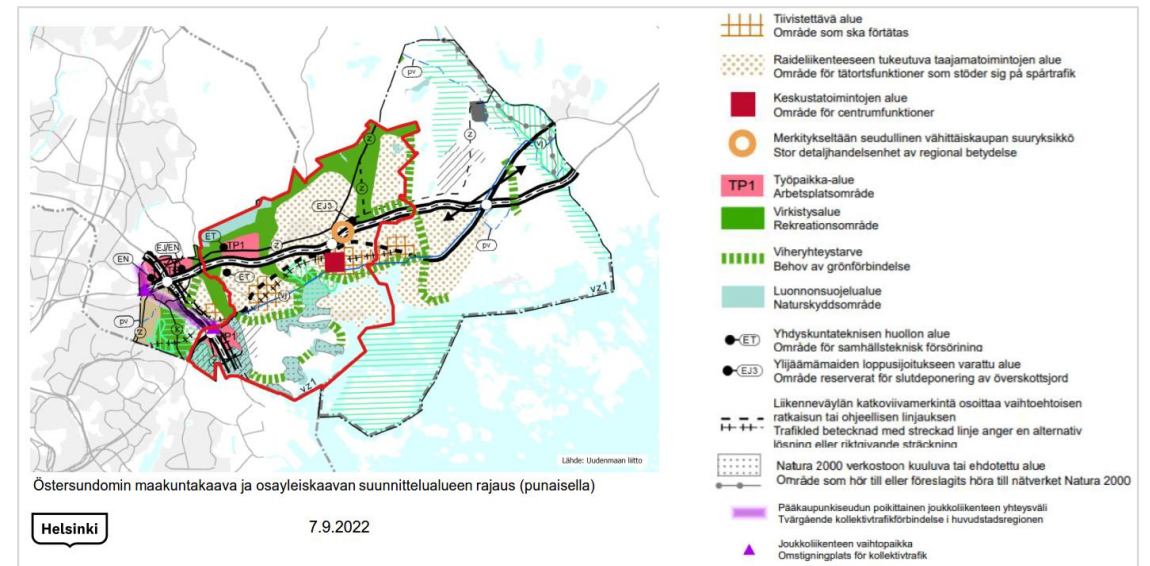 Tiivistettävä alue
Område som ska förtätas
Raideliikenteeseen tukeutuva taajamatoimintojen alue
Område för tätortsfunktioner som stöder sig på spårtrafik
Keskustatoimintojen alue
Område för centrumfunktioner
Merkitykseltään seudullinen vähittäiskaupan suuryksikkö
Stor detaljhandelsenhet av regional betydelse
TP1
Työpaikka-alue
Arbetsplatsområde
Virkistysalue
Rekreationsområde
Viheryhteystarve
Behov av grönförbindelse
Luonnonsuojelualue
Naturskyddsområde
ET
Yhdyskuntateknisen huollon alue
Område för samhällsteknisk försörining
EJ3
Ylijäämämaiden loppusijoitukseen varattu alue
Område reserverat för slutdeponering av överskottsjord
Liikenneväylän katkoviivamerkintä osoittaa vaihtoehtoisen
ratkaisun tai ohjeellisen linjauksen
Trafikled betecknad med streckad linje anger en alternativ
lösning eller riktgivande sträckning
Natura 2000 verkostoon kuuluva tai ehdotettu alue
Område som hör till eller föreslagits höra till nätverket Natura 2000
Pääkaupunkiseudun poikittainen joukkoliikenteen yhteysväli
Tvärgående kollektivtrafikförbindelse i huvudstadsregionen
Joukkoliikenteen vaihtopaikka
Omstigningplats för kollektivtrafik
pv
z
z
(vj)
z
EJ3
ET
TP1
z
EJ/EN
EN
ET
pv
(vj)
pv
z
z
TP1
vz1
vz1
Lähde: Uudenmaan liitto
Östersundomin maakuntakaava ja osayleiskaavan suunnittelualueen rajaus (punaisella)
Helsinki
7.9.2022